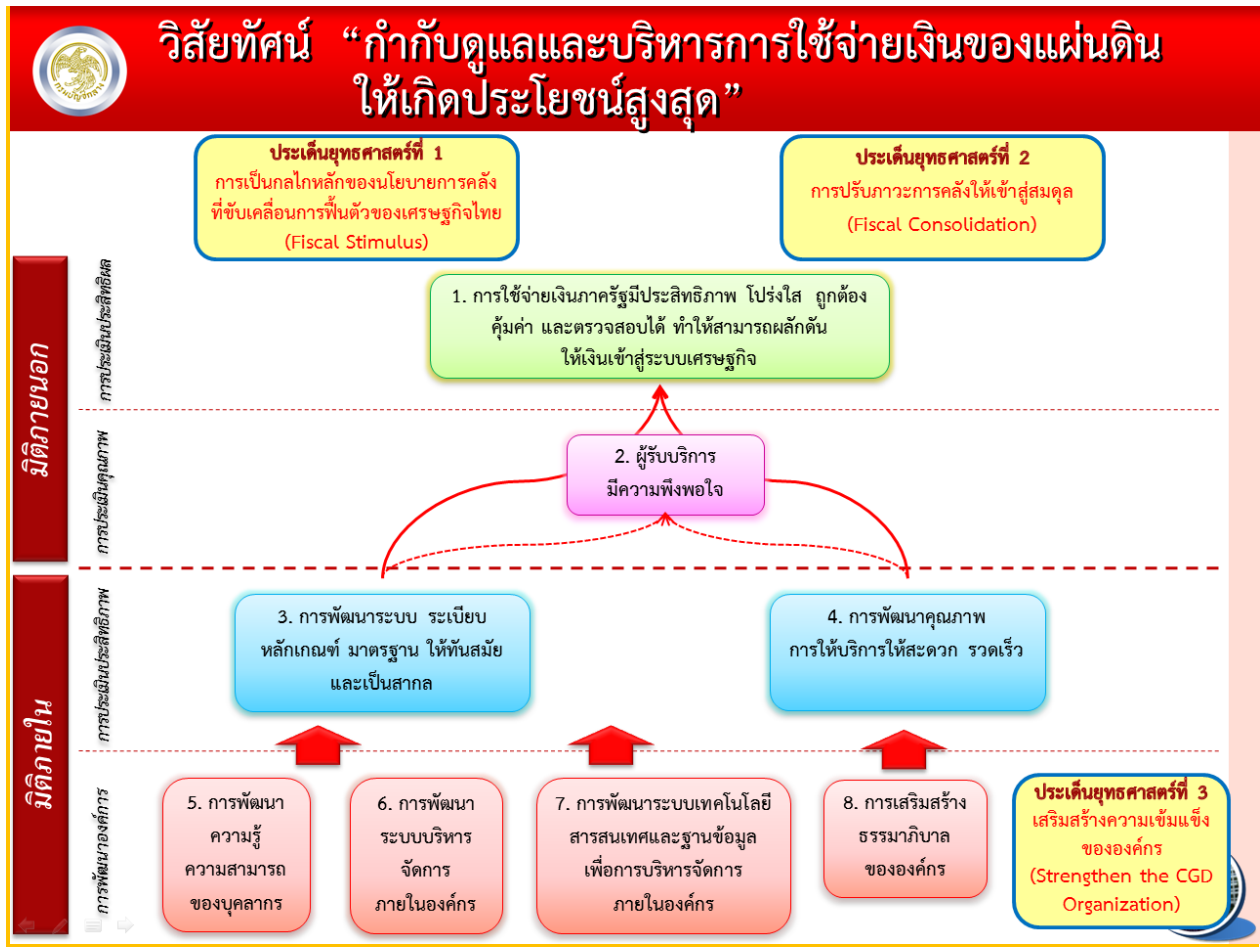 วิสัยทัศน์ “กำกับดูแลและบริหารการใช้จ่ายเงินของแผ่นดิน
ให้เกิดประโยชน์สูงสุด”
กรมบัญชีกลาง
ประเด็นยุทธศาสตร์ที่ 1
การเป็นกลไกหลักของนโยบายการคลัง
ที่ขับเคลื่อนการฟื้นตัวของเศรษฐกิจไทย
(Fiscal Stimulus)
ประเด็นยุทธศาสตร์ที่ 2
การปรับภาวะการคลังให้เข้าสู่สมดุล
(Fiscal Consolidation)
มิติภายนอก
การประเมินประสิทธิผล
1. การใช้จ่ายเงินภาครัฐมีประสิทธิภาพ โปร่งใส ถูกต้อง
คุ้มค่า และตรวจสอบได้ ทำให้สามารถผลักดัน
ให้เงินเข้าสู่ระบบเศรษฐกิจ
การประเมินคุณภาพ
2. ผู้รับบริการ
มีความพึงพอใจ
มิติภายใน
การประเมินประสิทธิภาพ
3. การพัฒนาระบบ ระเบียบ
หลักเกณฑ์ มาตรฐาน ให้ทันสมัย
และเป็นสากล
4. การพัฒนาคุณภาพ
การให้บริการให้สะดวก รวดเร็ว
การพัฒนาองค์การ
5. การพัฒนา
ความรู้
ความสามารถ
ของบุคลากร
6. การพัฒนา
ระบบบริหาร
จัดการ
ภายในองค์กร
7. การพัฒนาระบบเทคโนโลยี
สารสนเทศและฐานข้อมูล
เพื่อการบริหารจัดการ
ภายในองค์กร
8. การเสริมสร้าง
ธรรมาภิบาล
ขององค์กร
ประเด็นยุทธศาสตร์ที่ 3
เสริมสร้างความเข้มแข็ง
ขององค์กร
(Strengthen the CGD
Organization)